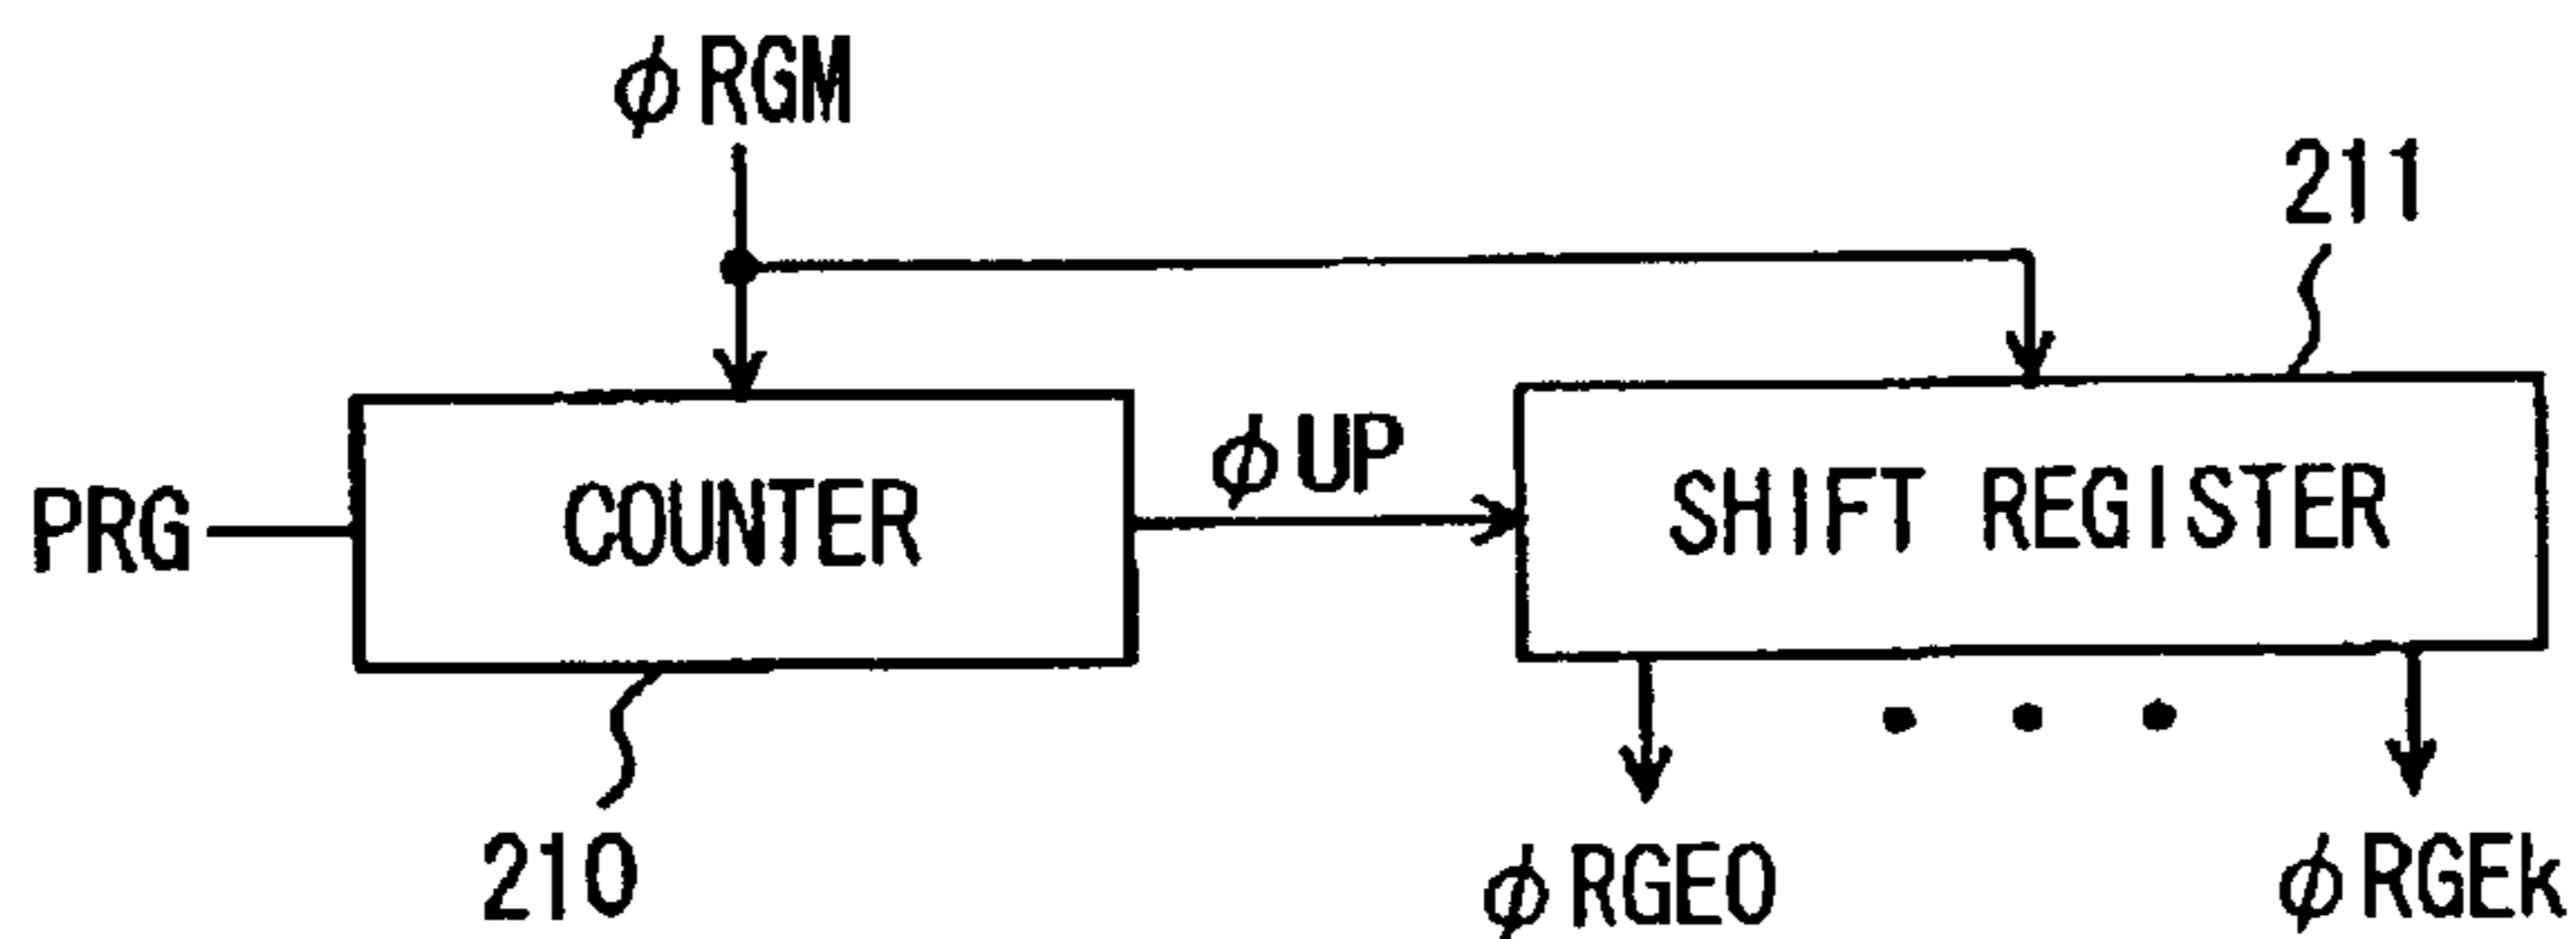 φRGM
211
PRG
COUNTER
φUP
SHIFT REGISTER
210
φRGE0
φRGEk